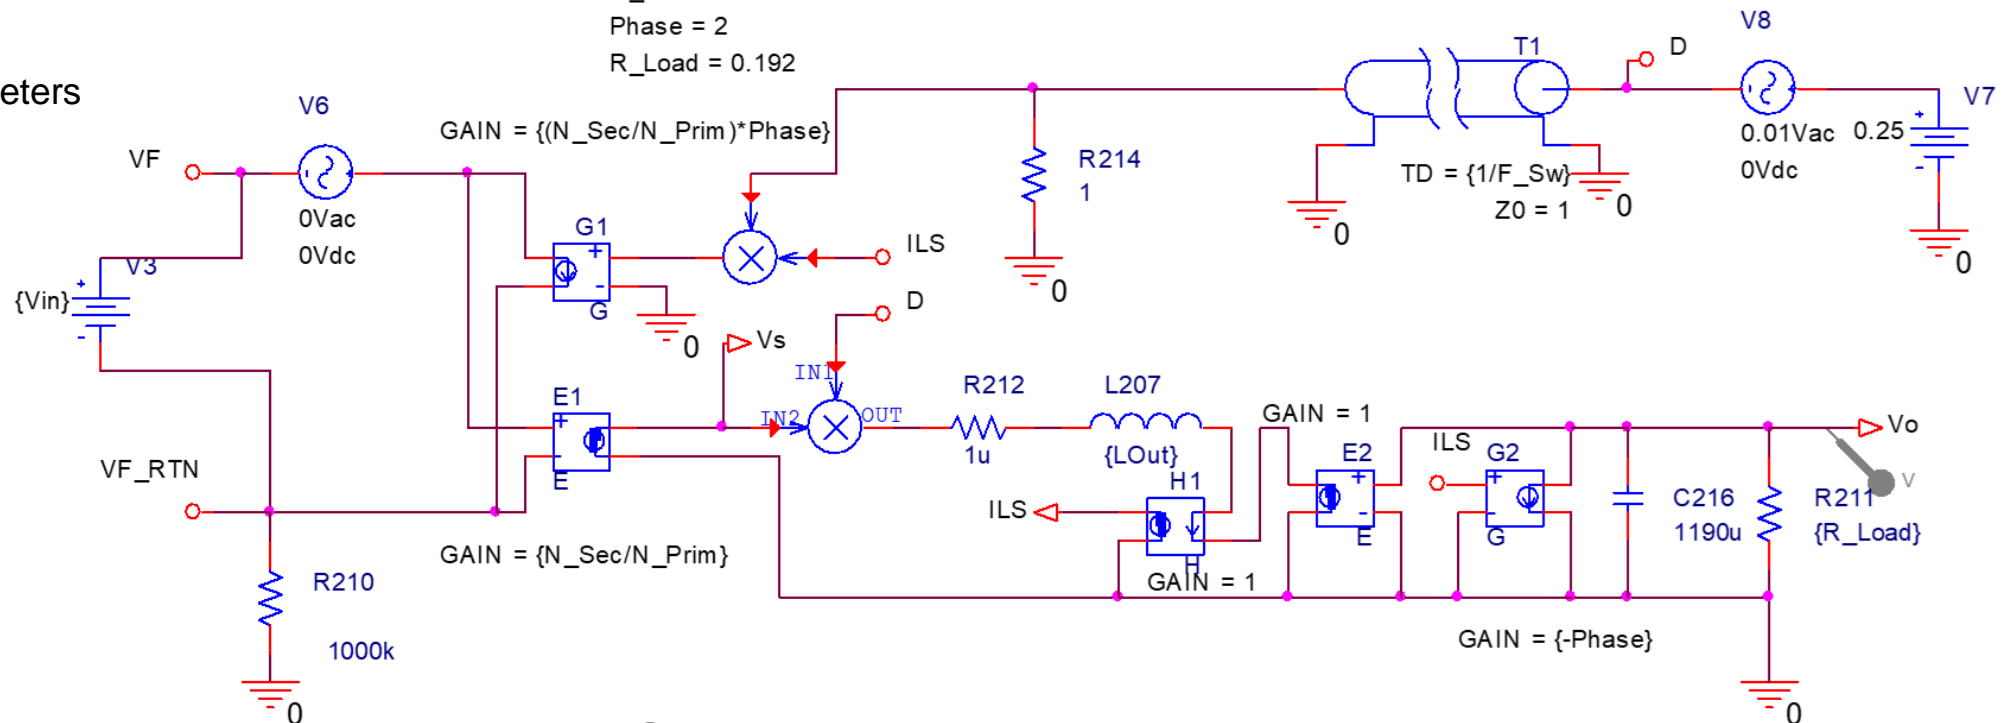 Phase = 2
R_Load = 0.192
eters
V6
VF
0Vac
0Vdc
V3
{Vin}
VF_RTN
R210
1000k
0
GAIN = {(N_Sec/N_Prim)*Phase}
G1
+
-
G
0
ILS
D
Vs
E1
+
-
E
GAIN = {N_Sec/N_Prim}
IN1
IN2
OUT
R212
1u
L207
{LOut}
H1
H
ILS
GAIN = 1
GAIN = 1
E2
+
-
E
ILS
G2
+
-
G
GAIN = {-Phase}
C216
1190u
R211
{R_Load}
Vo
V
0
R214
1
0
T1
TD = {1/F_Sw}
Z0 = 1
0
0
D
V8
0.01Vac
0Vdc
V7
0.25
+
-
0